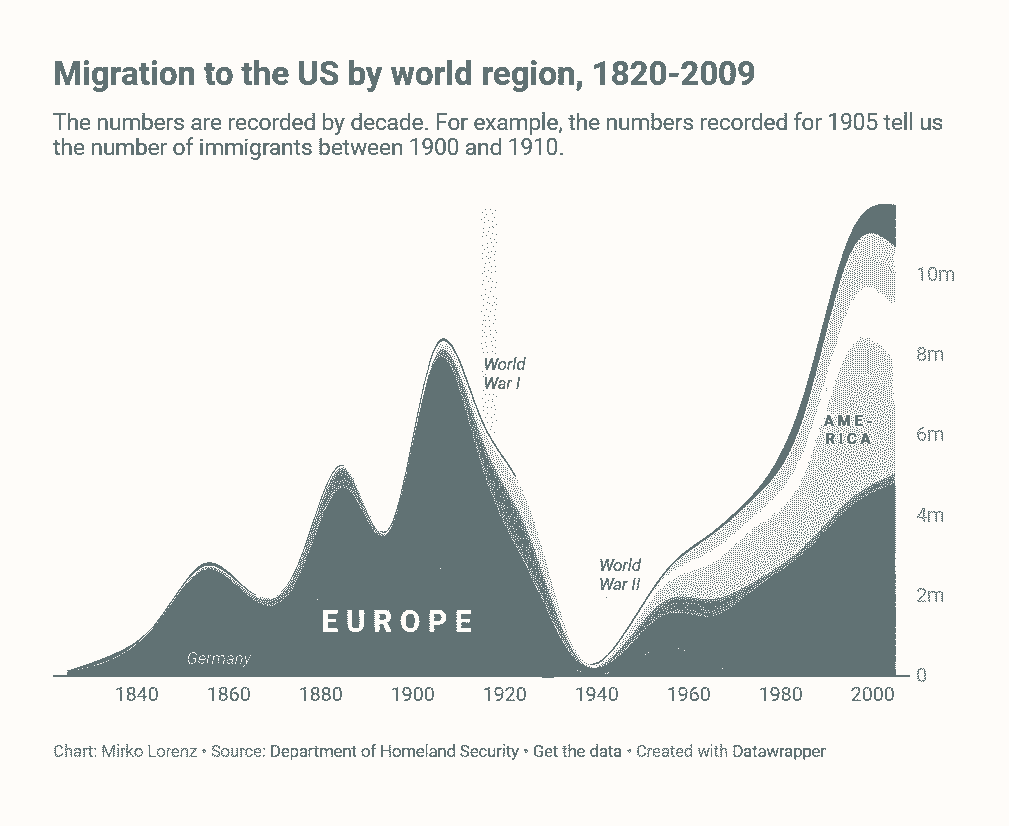 Migration to the US by world region, 1820-2009
The numbers are recorded by decade. For example, the numbers recorded for 1905 tell us
the number of immigrants between 1900 and 1910.
10m
World
War I
8m
AME-
RICA
6m
4m
World
War II
2m
EUROPE
Germany
0
1840 1860 1880 1900 1920 1940 1960 1980 2000
Chart: Mirko Lorenz • Source: Department of Homeland Security • Get the data • Created with Datawrapper